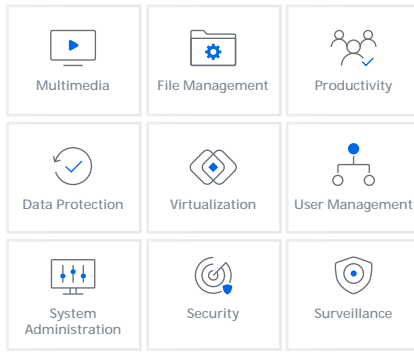 Multimedia
File Management
Productivity
Data Protection
Virtualization
User Management
System
Administration
Security
Surveillance